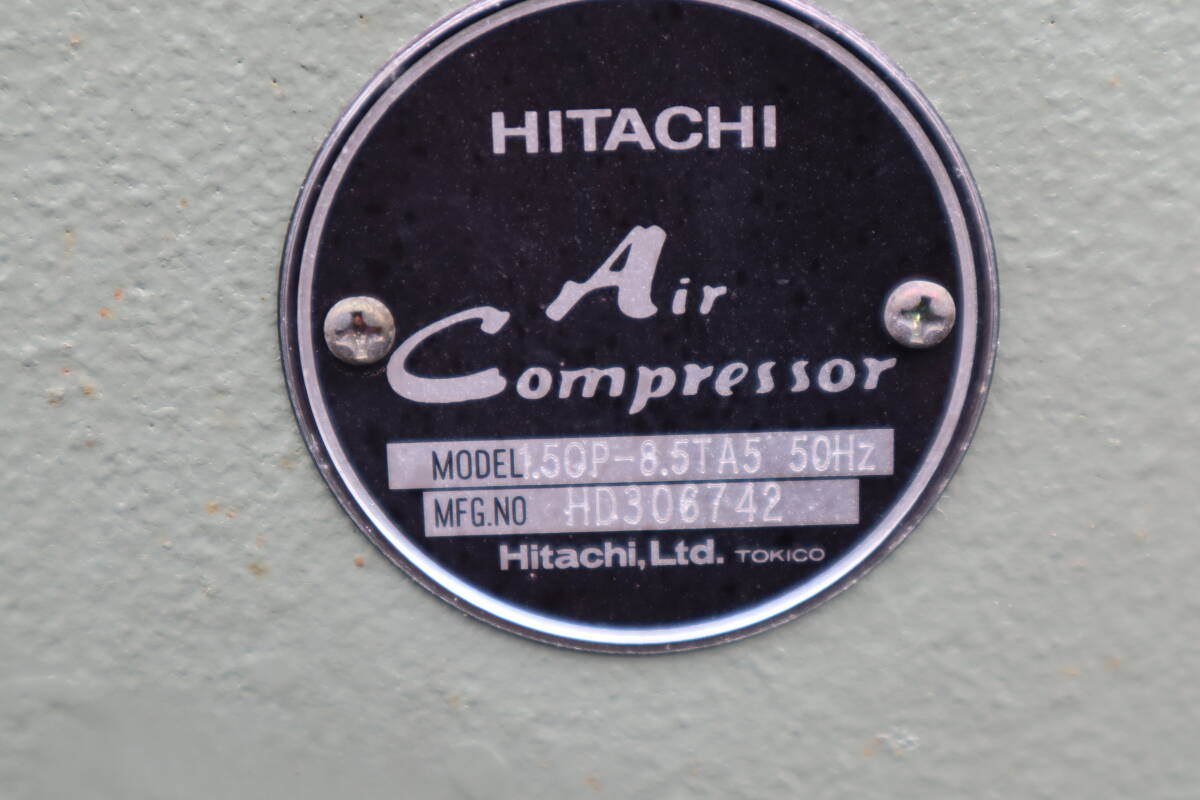 HITACHI
Air
Compressor
MODEL 1.5OP-8.5TA5 50Hz
MFG.NO HD306742
Hitachi, Ltd. TOKICO